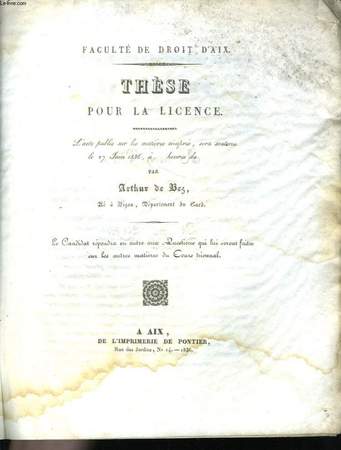 FACULTÉ DE DROIT D'AIX.
THÈSE
POUR LA LICENCE.
L'acte public sur les matières ci-après, sera soutenu
le 27 Juin 1836, à heures du
PAR
Arthur de Bez,
Né à Vigan, Département du Gard.
Le Candidat répondra en outre aux Questions qui lui seront faites
sur les autres matières du Cours triennal.
A AIX,
DE L'IMPRIMERIE DE PONTIER,
Rue des Jardins, No 14. — 1836.